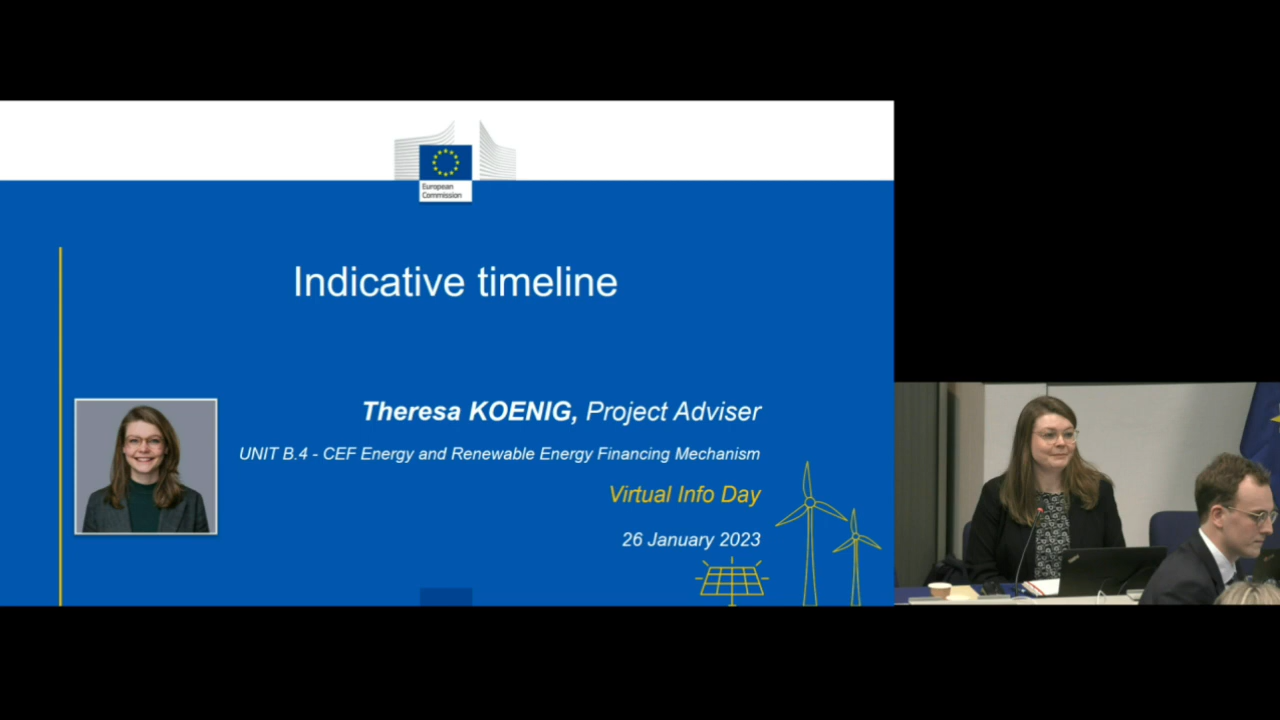 European
Commission
Indicative timeline
Theresa KOENIG, Project Adviser
UNIT B.4 - CEF Energy and Renewable Energy Financing Mechanism
Virtual Info Day
26 January 2023